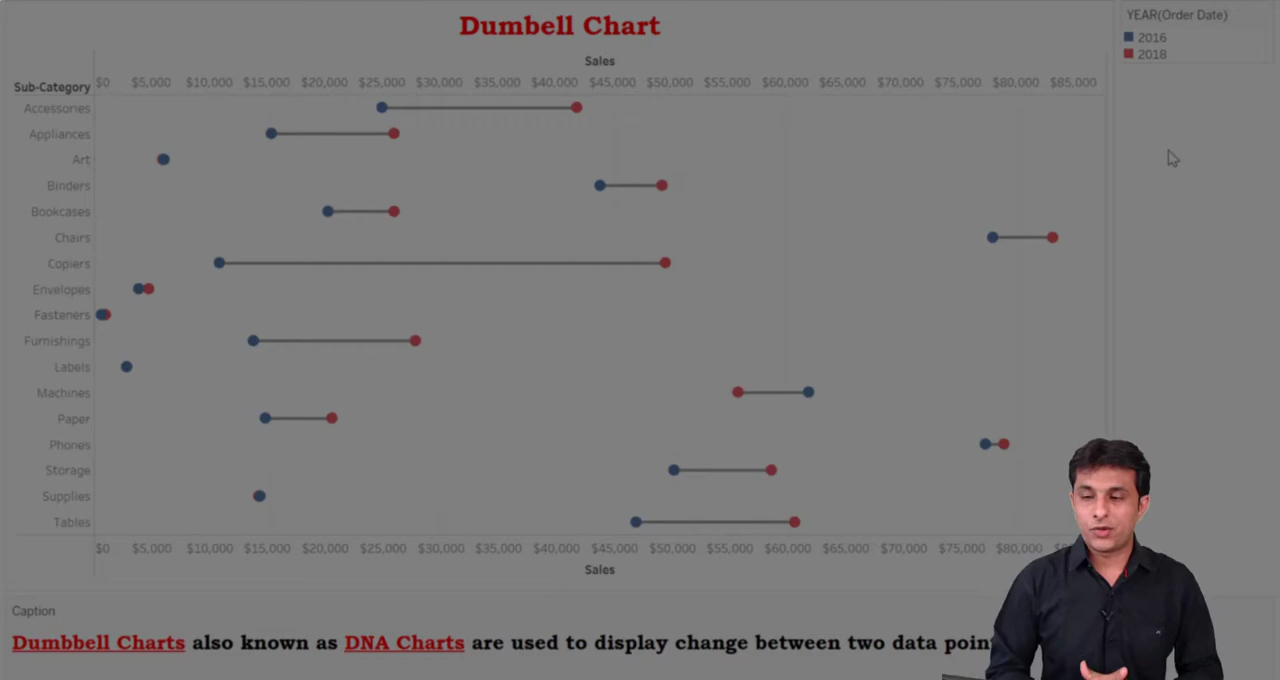 Dumbell Chart
YEAR(Order Date)
2016
2018
Sales
Sub-Category $0 $5,000 $10,000 $15,000 $20,000 $25,000 $30,000 $35,000 $40,000 $45,000 $50,000 $55,000 $60,000 $65,000 $70,000 $75,000 $80,000 $85,000
Accessories
Appliances
Art
Binders
Bookcases
Chairs
Copiers
Envelopes
Fasteners
Furnishings
Labels
Machines
Paper
Phones
Storage
Supplies
Tables
$0 $5,000 $10,000 $15,000 $20,000 $25,000 $30,000 $35,000 $40,000 $45,000 $50,000 $55,000 $60,000 $65,000 $70,000 $75,000 $80,000
Sales
Caption
Dumbbell Charts also known as DNA Charts are used to display change between two data